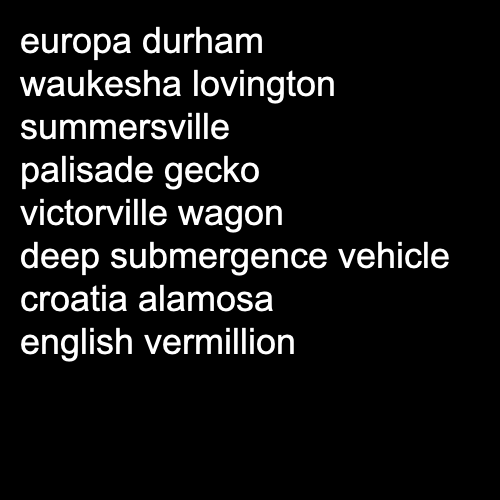 europa durham
waukesha lovington
summersville
palisade gecko
victorville wagon
deep submergence vehicle
croatia alamosa
english vermillion